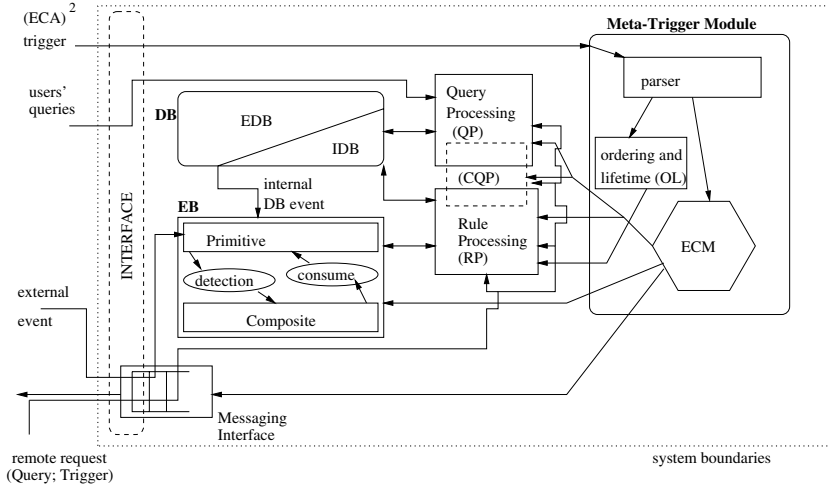 (ECA) 2
trigger
users'
queries
external
event
remote request
(Query; Trigger)
INTERFACE
DB
EDB
IDB
internal
DB event
EB
Primitive
detection
consume
Composite
Messaging
Interface
Query
Processing
(QP)
(CQP)
Rule
Processing
(RP)
Meta-Trigger Module
parser
ordering and
lifetime (OL)
ECM
system boundaries